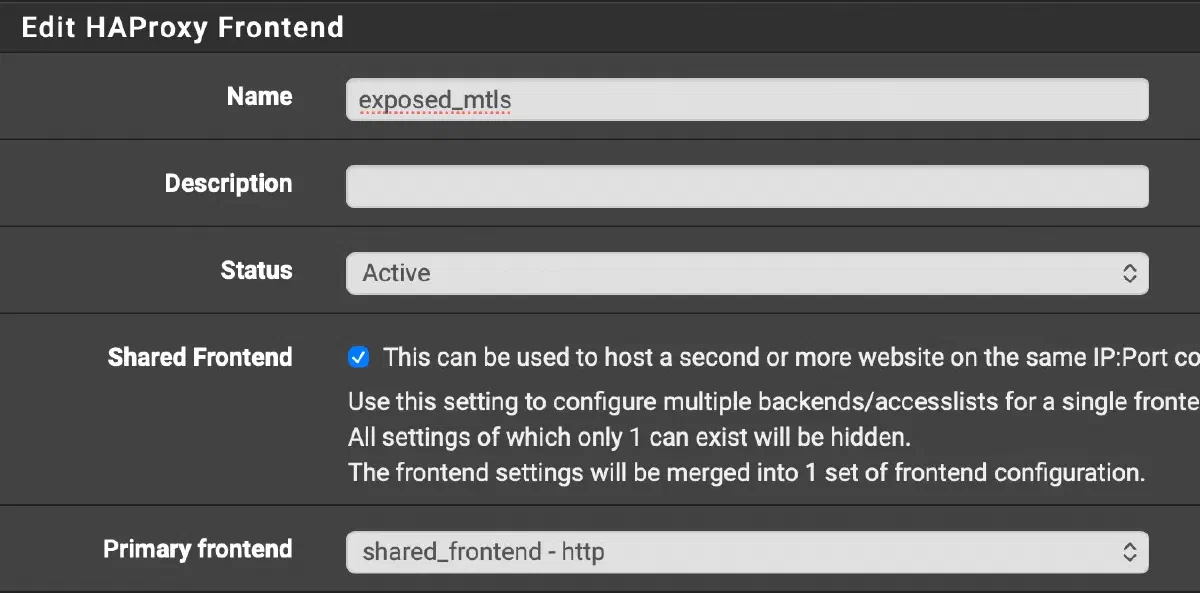 Edit HAProxy Frontend
Name exposed_mtls
Description
Status Active
Shared Frontend This can be used to host a second or more website on the same IP:Port
Use this setting to configure multiple backends/accesslists for a single
All settings of which only 1 can exist will be hidden.
The frontend settings will be merged into 1 set of frontend configuration.
Primary frontend shared_frontend - http